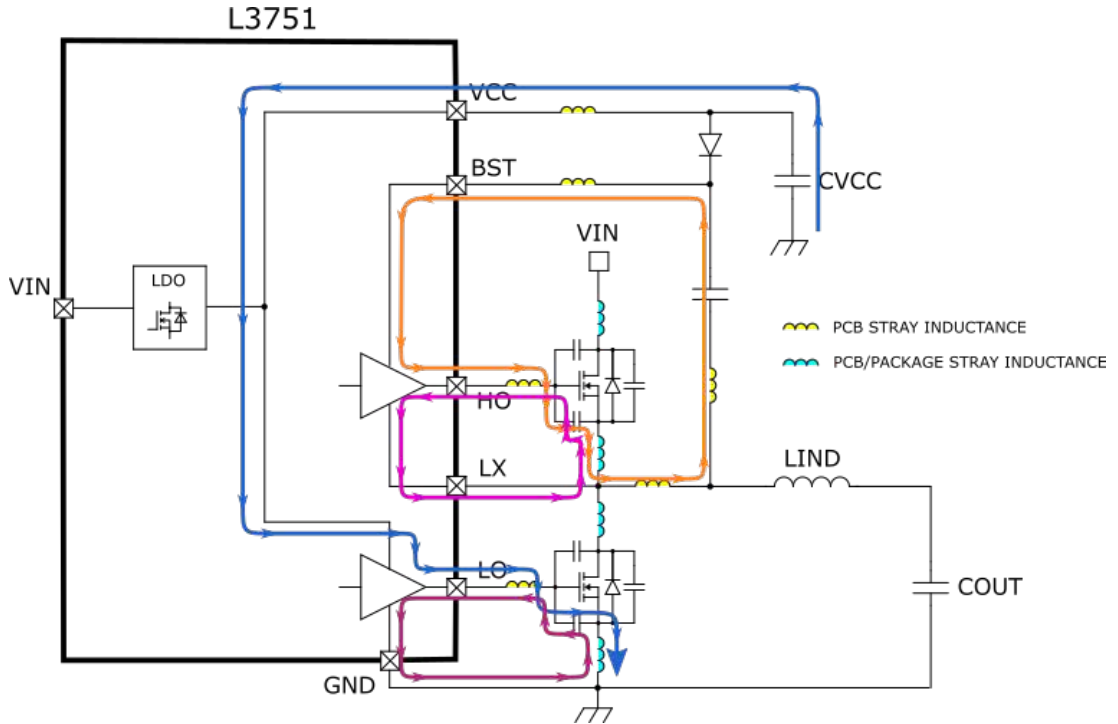 L3751
VCC
BST
CVCC
VIN
VIN
LDO
PCB STRAY INDUCTANCE
PCB/PACKAGE STRAY INDUCTANCE
HO
LX
LIND
LO
COUT
GND